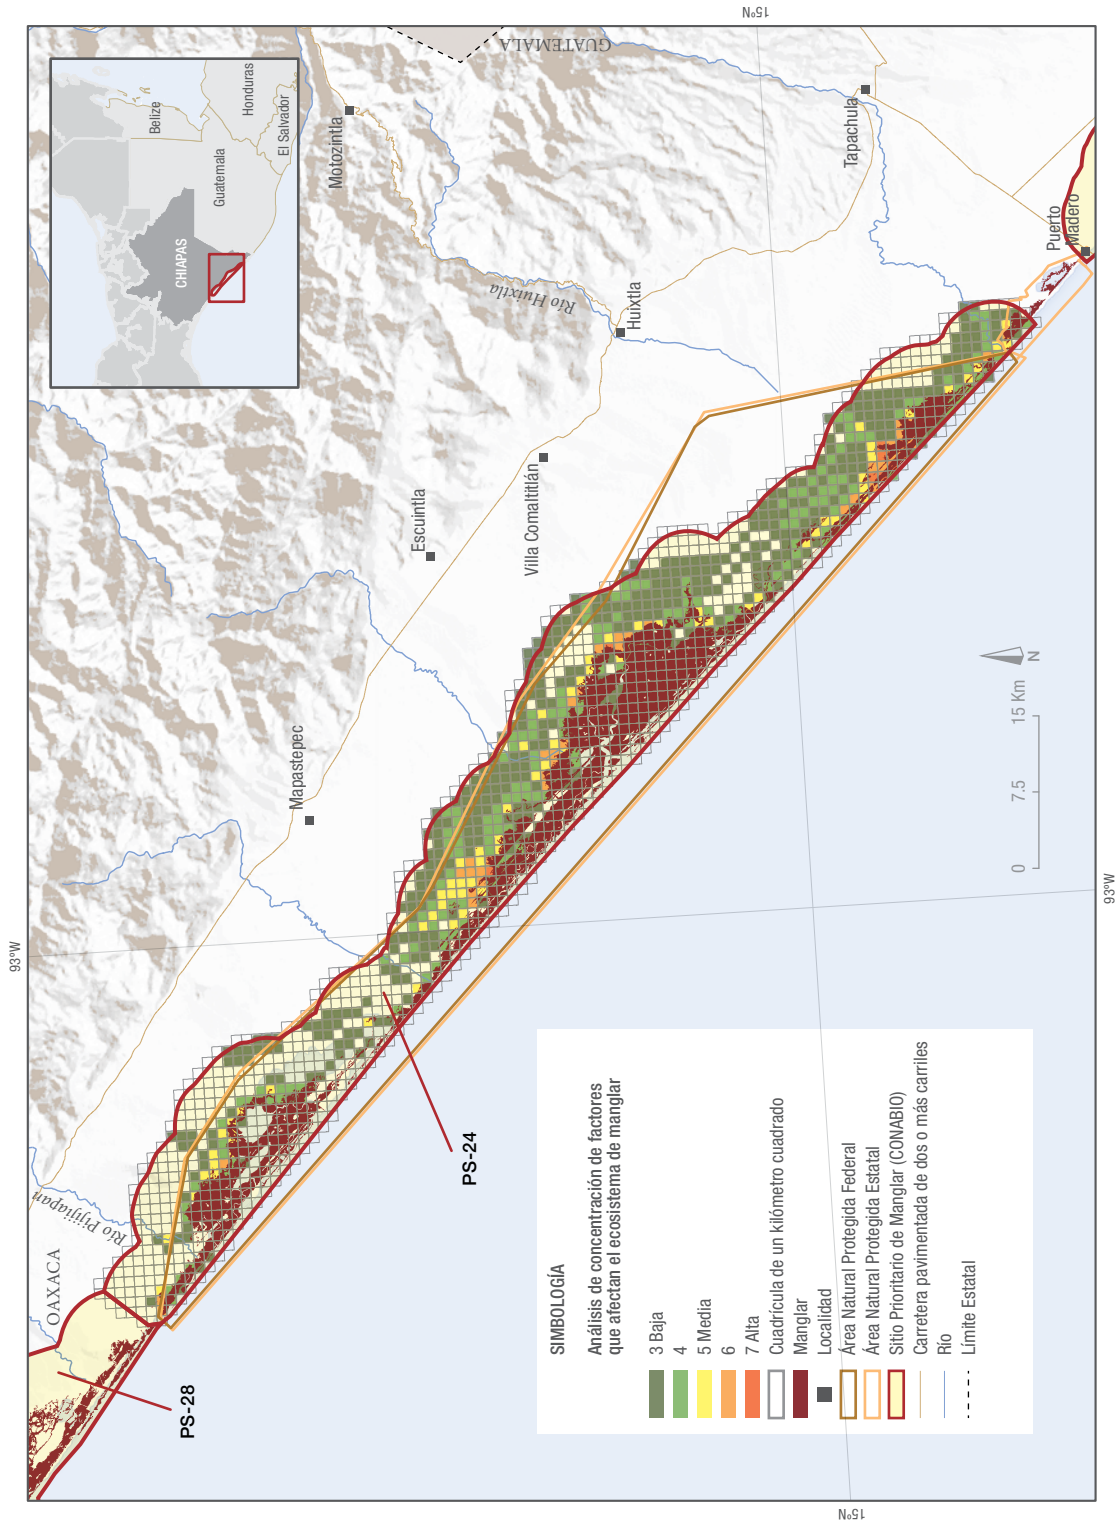 93°W
15°N
OAXACA
Río Pijijiapan
PS-28
PS-24
Mapastepec
Escuintla
Villa Comaltitlán
Río Huixtla
Huixtla
Motozintla
Tapachula
Puerto
Madero
GUATEMALA
CHIAPAS
Belize
Guatemala
Honduras
El Salvador
SIMBOLOGÍA
Análisis de concentración de factores
que afectan el ecosistema de manglar
3 Baja
4
5 Media
6
7 Alta
Cuadrícula de un kilómetro cuadrado
Manglar
Localidad
Área Natural Protegida Federal
Área Natural Protegida Estatal
Sitio Prioritario de Manglar (CONABIO)
Carretera pavimentada de dos o más carriles
Río
Límite Estatal
0 7.5 15 Km
N
15°N
93°W